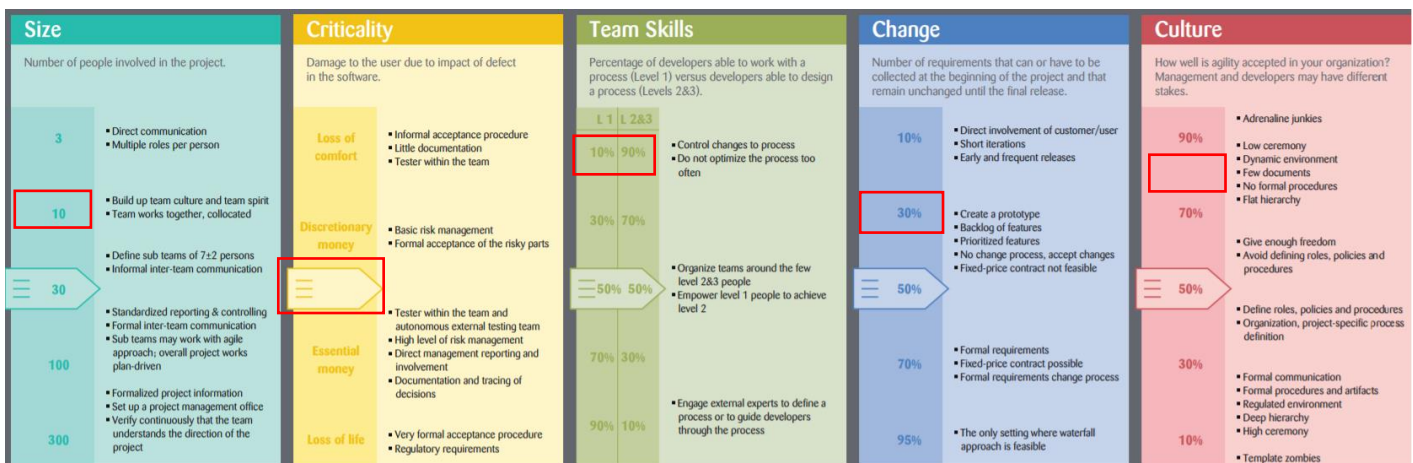 Size
Number of people involved in the project.
3
▪ Direct communication
▪ Multiple roles per person
10
▪ Build up team culture and team spirit
▪ Team works together, collocated
▪ Define sub teams of 7±2 persons
▪ Informal inter-team communication
30
▪ Standardized reporting & controlling
▪ Formal inter-team communication
▪ Sub teams may work with agile
approach; overall project works
plan-driven
100
▪ Formalized project information
▪ Set up a project management office
▪ Verify continuously that the team
understands the direction of the
project
300
Criticality
Damage to the user due to impact of defect
in the software.
Loss of
comfort
▪ Informal acceptance procedure
▪ Little documentation
▪ Tester within the team
Discretionary
money
▪ Basic risk management
▪ Formal acceptance of the risky parts
▪ Tester within the team and
autonomous external testing team
▪ High level of risk management
▪ Direct management reporting and
involvement
▪ Documentation and tracing of
decisions
Essential
money
Loss of life
▪ Very formal acceptance procedure
▪ Regulatory requirements
Team Skills
Percentage of developers able to work with a
process (Level 1) versus developers able to design
a process (Levels 2&3).
L 1 L 2&3
10% 90%
▪ Control changes to process
▪ Do not optimize the process too
often
30% 70%
50% 50%
▪ Organize teams around the few
level 2&3 people
▪ Empower level 1 people to achieve
level 2
70% 30%
90% 10%
▪ Engage external experts to define a
process or to guide developers
through the process
Change
Number of requirements that can or have to be
collected at the beginning of the project and that
remain unchanged until the final release.
10%
▪ Direct involvement of customer/user
▪ Short iterations
▪ Early and frequent releases
30%
▪ Create a prototype
▪ Backlog of features
▪ Prioritized features
▪ No change process, accept changes
▪ Fixed-price contract not feasible
50%
70%
▪ Formal requirements
▪ Fixed-price contract possible
▪ Formal requirements change process
95%
▪ The only setting where waterfall
approach is feasible
Culture
How well is agility accepted in your organization?
Management and developers may have different
stakes.
▪ Adrenaline junkies
90%
▪ Low ceremony
▪ Dynamic environment
▪ Few documents
▪ No formal procedures
▪ Flat hierarchy
70%
▪ Give enough freedom
▪ Avoid defining roles, policies and
procedures
50%
▪ Define roles, policies and procedures
▪ Organization, project-specific process
definition
30%
▪ Formal communication
▪ Formal procedures and artifacts
▪ Regulated environment
▪ Deep hierarchy
▪ High ceremony
10%
▪ Template zombies